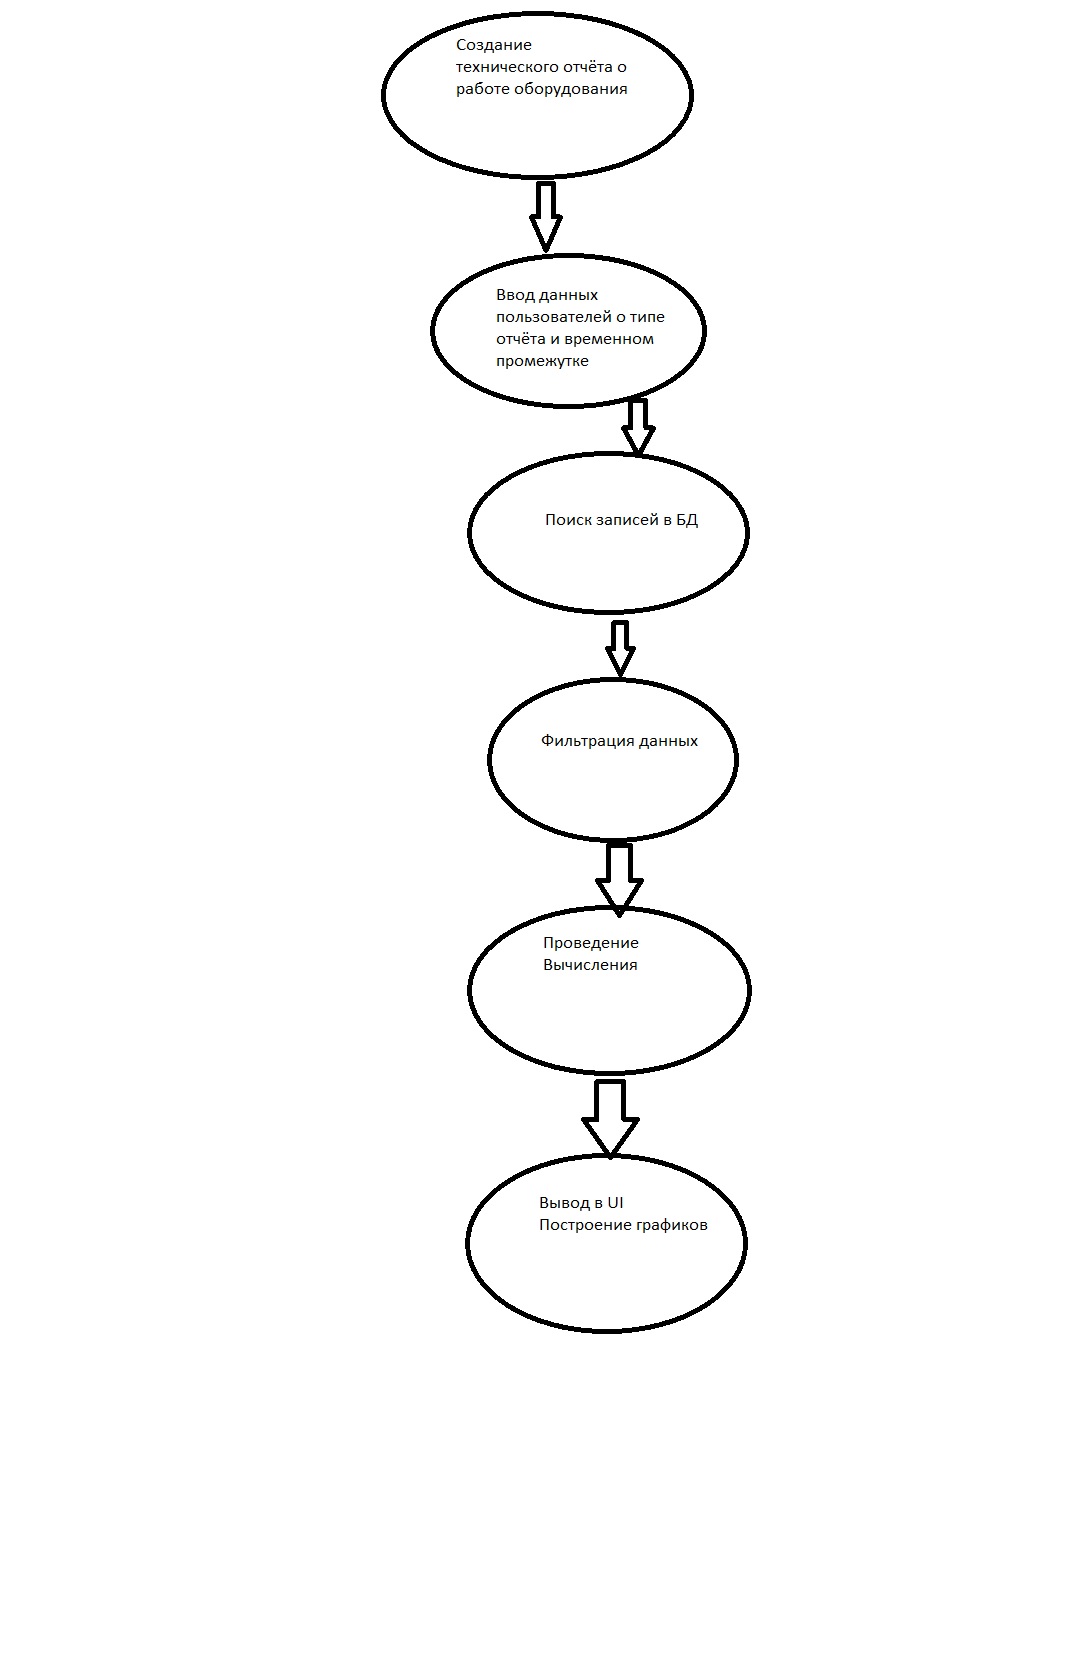 Создание
технического отчёта о
работе оборудования
Ввод данных
пользователей о типе
отчёта и временном
промежутке
Поиск записей в БД
Фильтрация данных
Проведение
Вычисления
Вывод в UI
Построение графиков